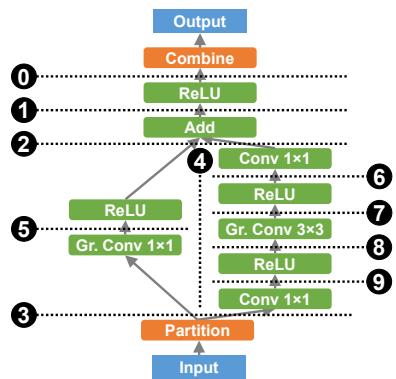 Output
Combine
0
ReLU
1
Add
2
4
Conv 1×1
6
ReLU
ReLU
7
5
Gr. Conv 3×3
Gr. Conv 1×1
8
ReLU
9
Conv 1×1
3
Partition
Input